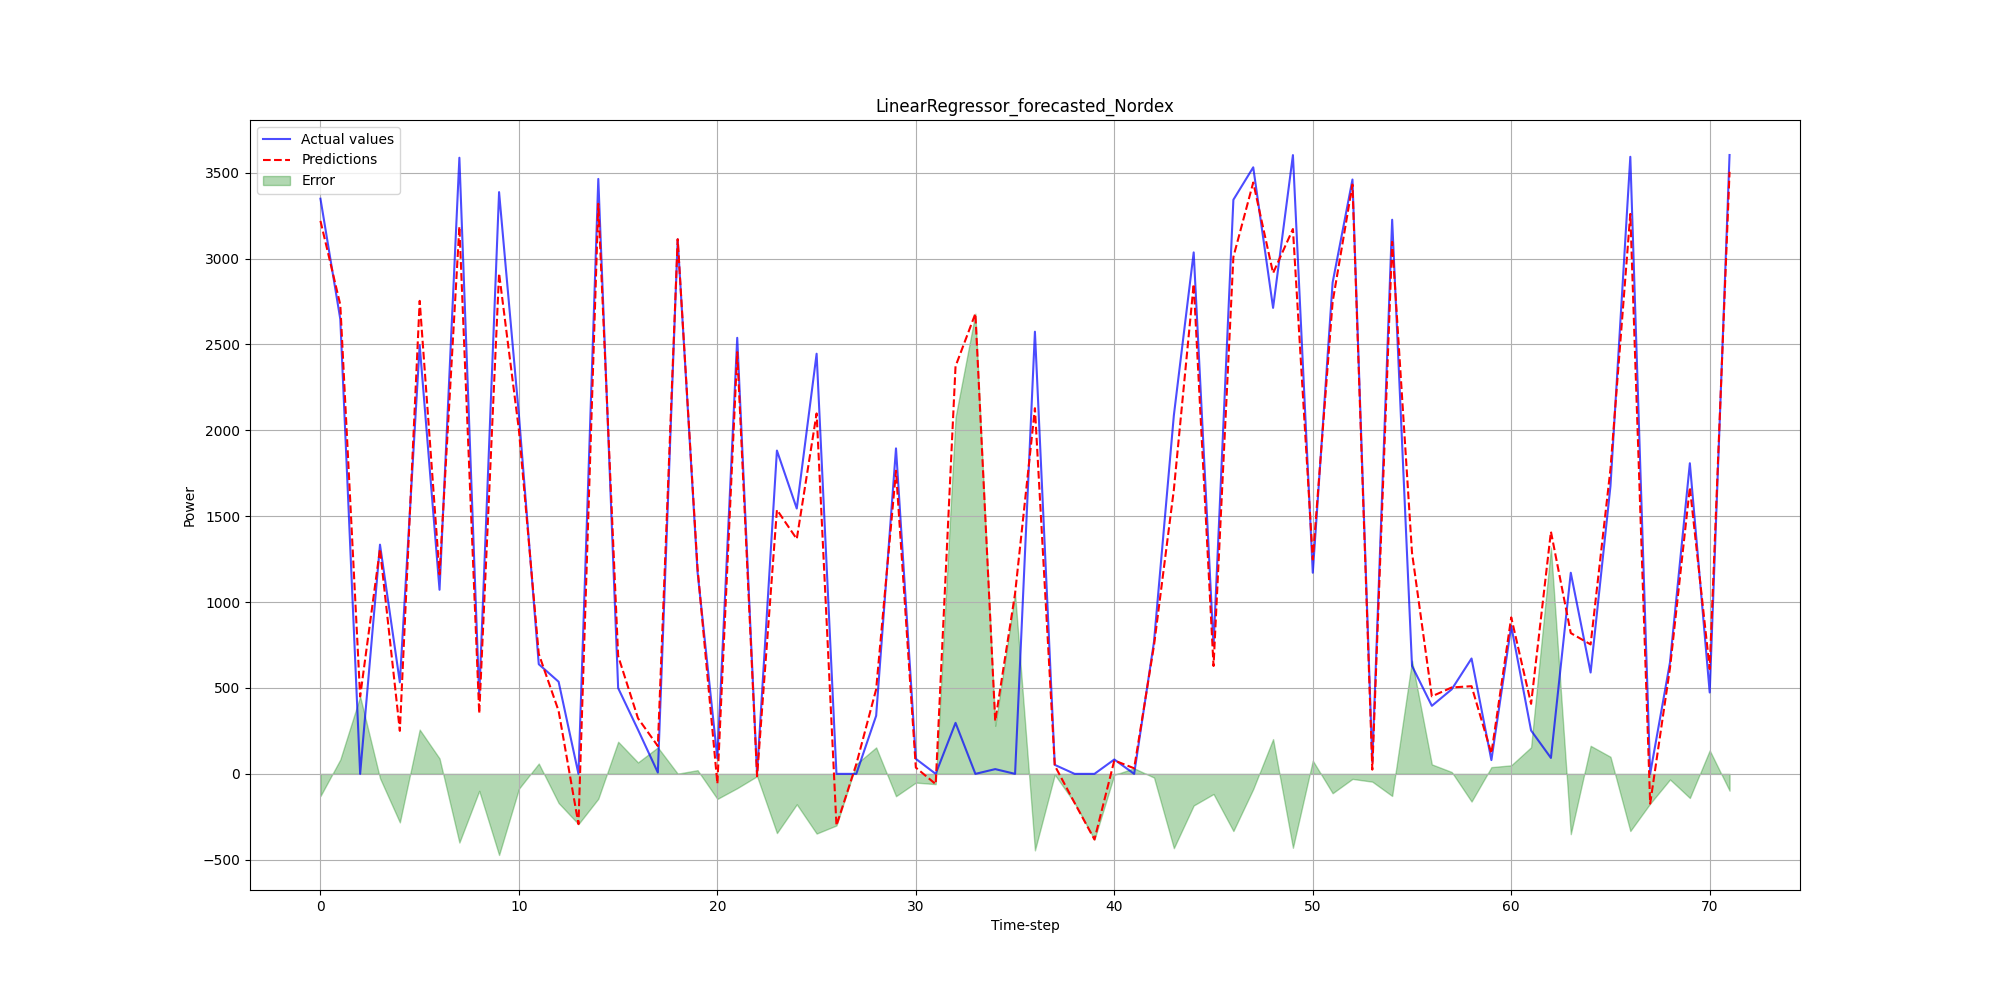 LinearRegressor_forecasted_Nordex
Actual values
Predictions
Error
3500
3000
2500
2000
1500
1000
500
0
−500
Power
0 10 20 30 40 50 60 70
Time-step